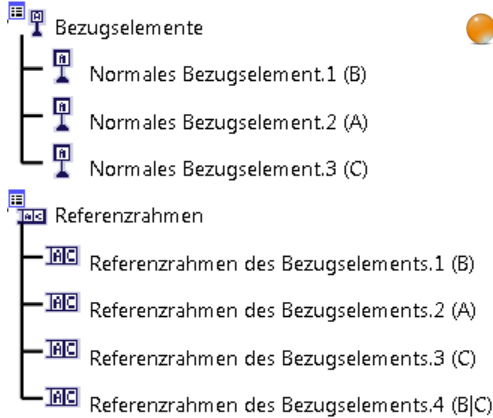 Bezugselemente
Normales Bezugselement.1 (B)
Normales Bezugselement.2 (A)
Normales Bezugselement.3 (C)
Referenzrahmen
Referenzrahmen des Bezugselements.1 (B)
Referenzrahmen des Bezugselements.2 (A)
Referenzrahmen des Bezugselements.3 (C)
Referenzrahmen des Bezugselements.4 (B|C)